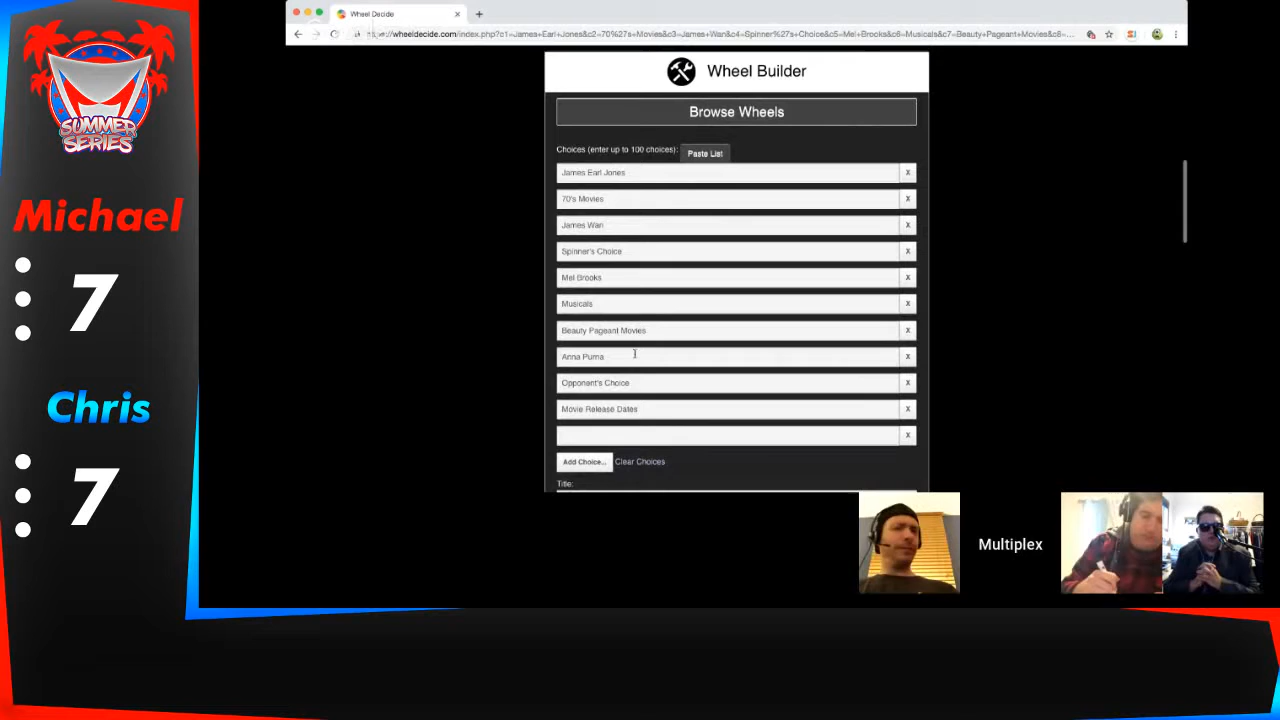 Wheel Decide
https://wheeldecide.com/index.php?c1=James+Earl+Jones&c2=70%27s+Movies&c3=James+Wan&c4=Spinner%27s+Choice&c5=Mel+Brooks&c6=Musicals&c7=Beauty+Pageant+Movies&c8=...
SUMMER
SERIES
Michael
7
Chris
7
Wheel Builder
Browse Wheels
Choices (enter up to 100 choices):
Paste List
James Earl Jones X
70's Movies X
James Wan X
Spinner's Choice X
Mel Brooks X
Musicals X
Beauty Pageant Movies X
Anna Puma X
Opponent's Choice X
Movie Release Dates X
X
Add Choice... Clear Choices
Title:
Multiplex